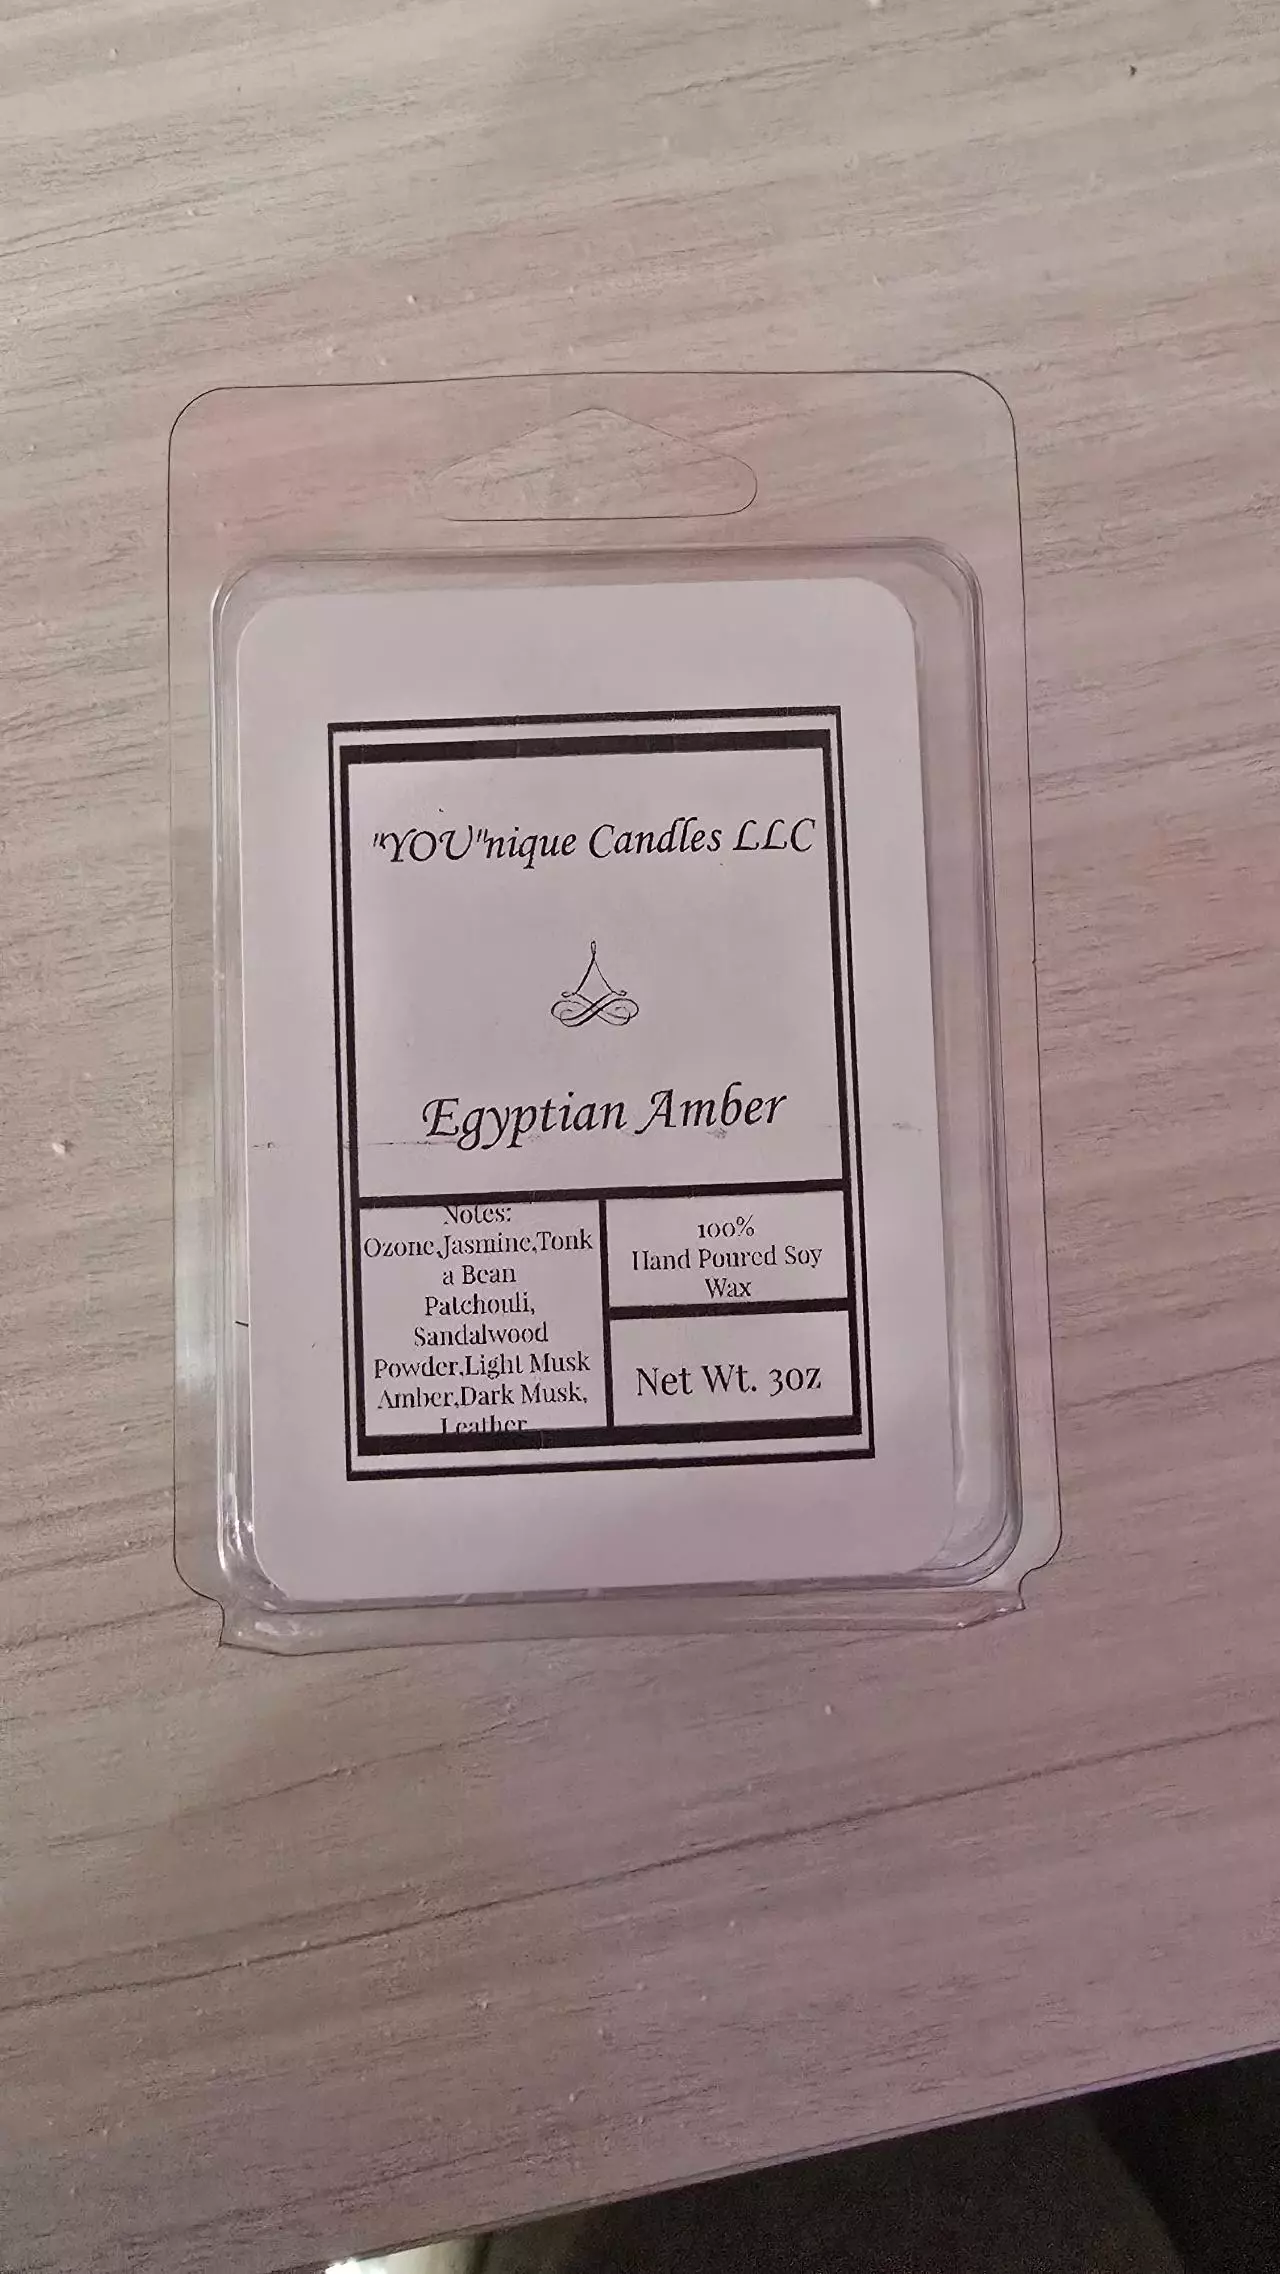 "YOU"nique Candles LLC
Egyptian Amber
Notes:
Ozone,Jasmine,Tonk
a Bean
Patchouli,
Sandalwood
Powder,Light Musk
Amber,Dark Musk,
Leather
100%
Hand Poured Soy
Wax
Net Wt. 3oz